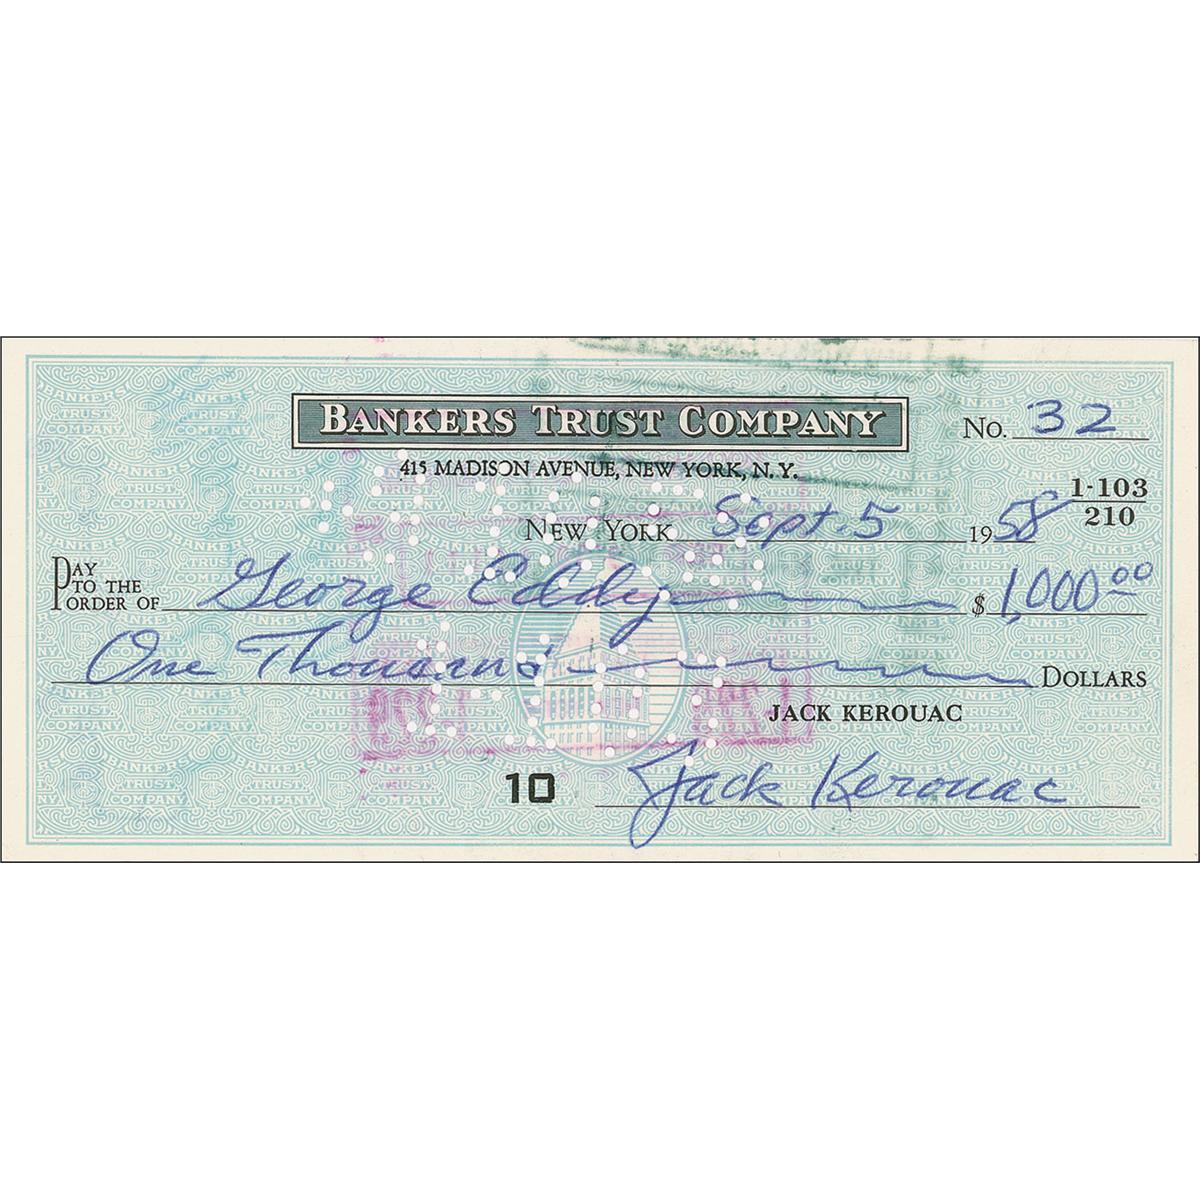 BANKERS TRUST COMPANY
No. 32
415 MADISON AVENUE, NEW YORK, N.Y.
1-103
210
NEW YORK Sept. 5 1958
PAY TO THE ORDER OF George Eddy $ 1,000 00
One Thousand DOLLARS
JACK KEROUAC
10 Jack Kerouac